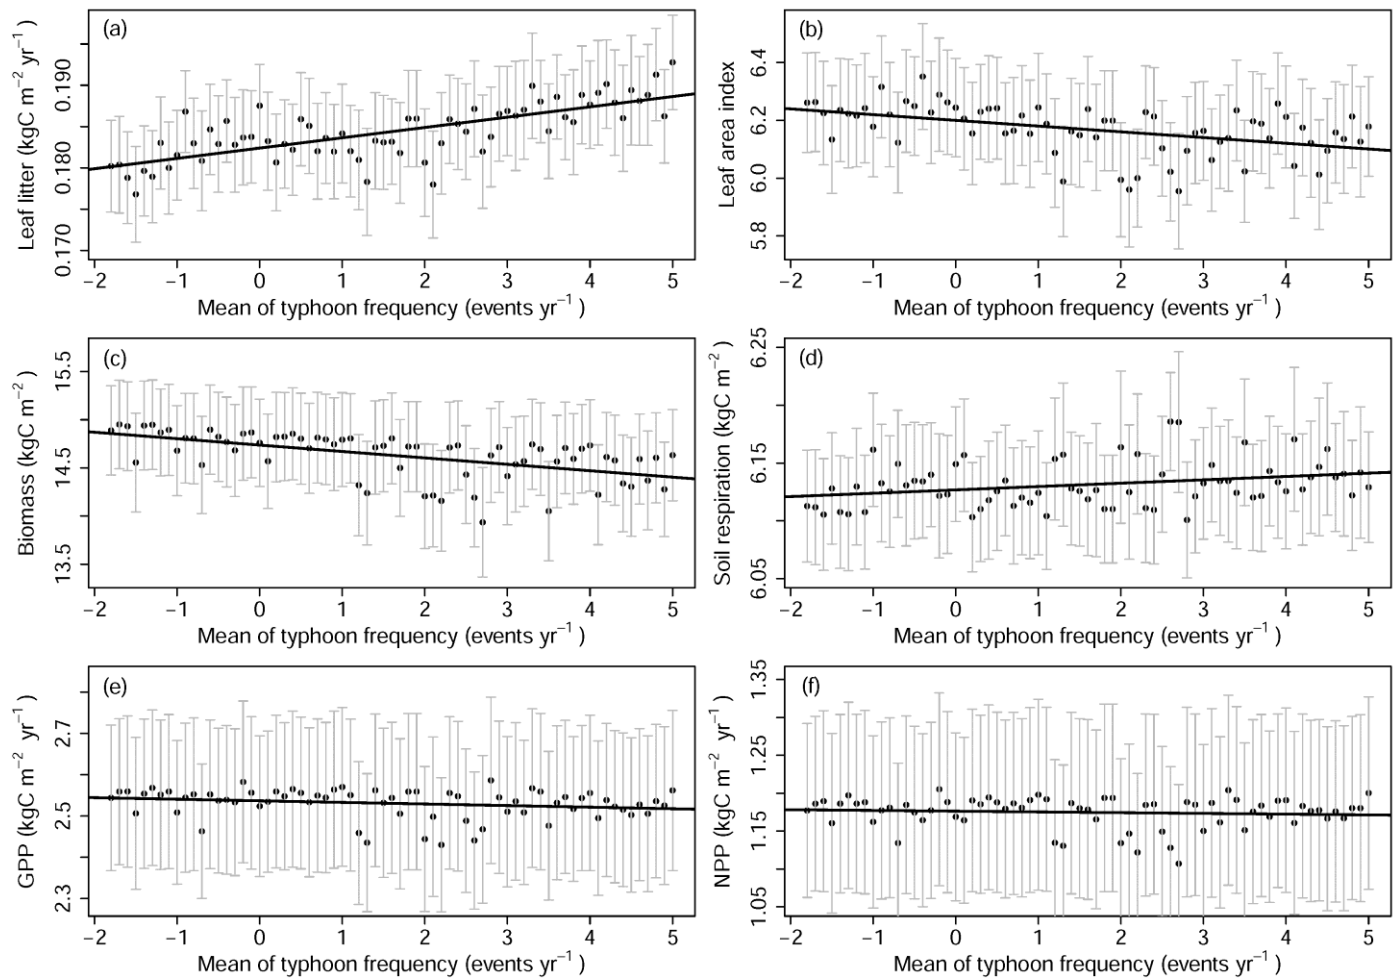 (a)
Leaf litter (kgC m−2 yr−1)
0.190
0.180
0.170
−2 −1 0 1 2 3 4 5
Mean of typhoon frequency (events yr−1 )
(b)
Leaf area index
6.4
6.2
6.0
5.8
−2 −1 0 1 2 3 4 5
Mean of typhoon frequency (events yr−1 )
(c)
Biomass (kgC m−2 )
15.5
14.5
13.5
−2 −1 0 1 2 3 4 5
Mean of typhoon frequency (events yr−1 )
(d)
Soil respiration (kgC m−2 )
6.25
6.15
6.05
−2 −1 0 1 2 3 4 5
Mean of typhoon frequency (events yr−1 )
(e)
GPP (kgC m−2 yr−1 )
2.7
2.5
2.3
−2 −1 0 1 2 3 4 5
Mean of typhoon frequency (events yr−1 )
(f)
NPP (kgC m−2 yr−1 )
1.35
1.25
1.15
1.05
−2 −1 0 1 2 3 4 5
Mean of typhoon frequency (events yr−1 )